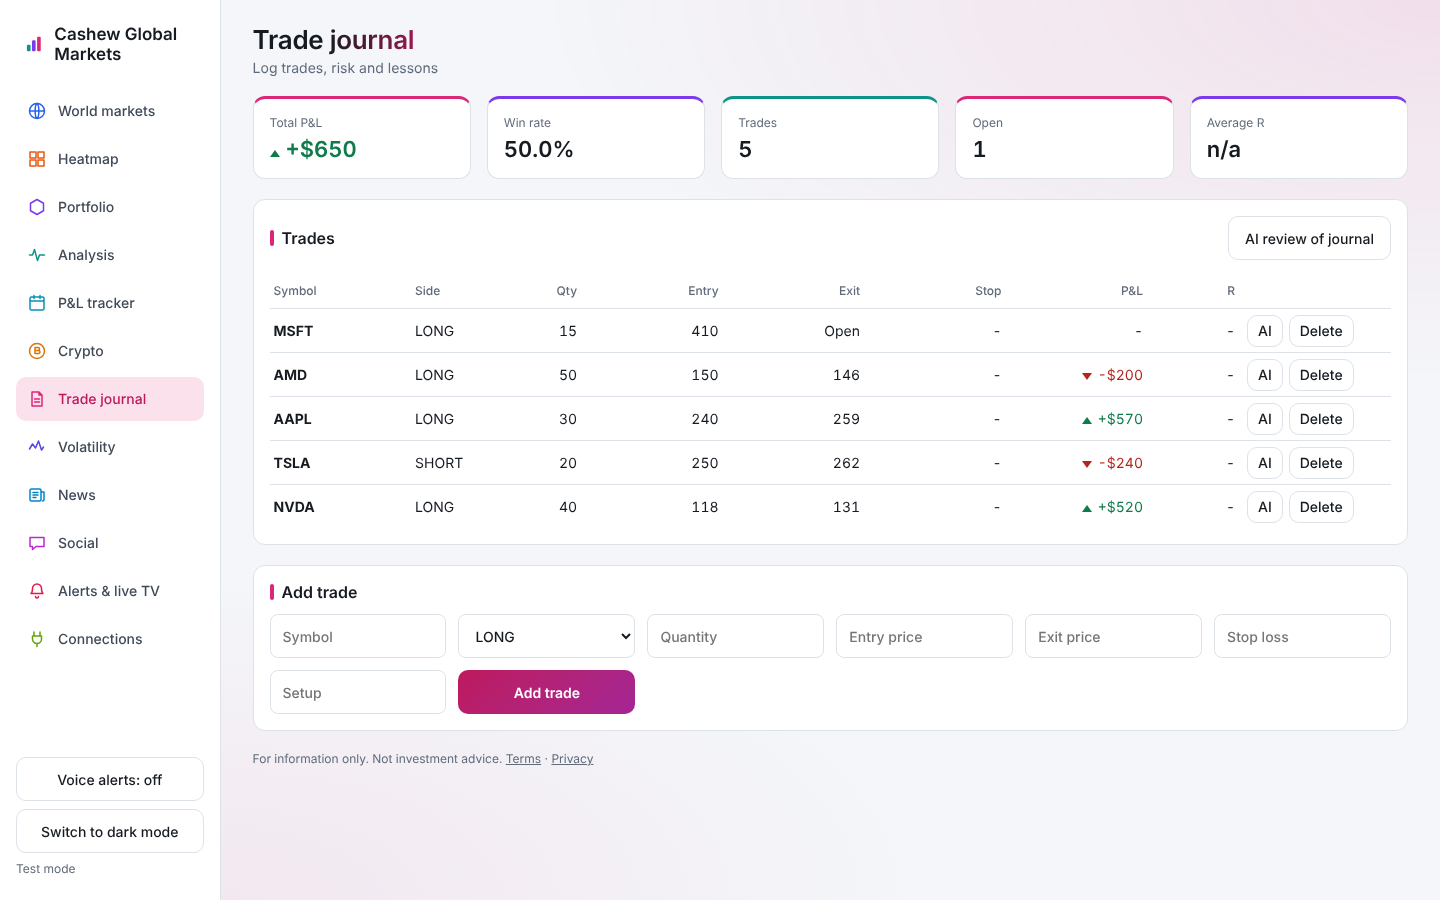 Cashew Global
Markets
World markets
Heatmap
Portfolio
Analysis
P&L tracker
Crypto
Trade journal
Volatility
News
Social
Alerts & live TV
Connections
Voice alerts: off
Switch to dark mode
Test mode
Trade journal
Log trades, risk and lessons
Total P&L
+$650
Win rate
50.0%
Trades
5
Open
1
Average R
n/a
Trades
AI review of journal
Symbol Side Qty Entry Exit Stop P&L R
MSFT LONG 15 410 Open - - - AI Delete
AMD LONG 50 150 146 - -$200 - AI Delete
AAPL LONG 30 240 259 - +$570 - AI Delete
TSLA SHORT 20 250 262 - -$240 - AI Delete
NVDA LONG 40 118 131 - +$520 - AI Delete
Add trade
Symbol LONG Quantity Entry price Exit price Stop loss
Setup Add trade
For information only. Not investment advice. Terms · Privacy